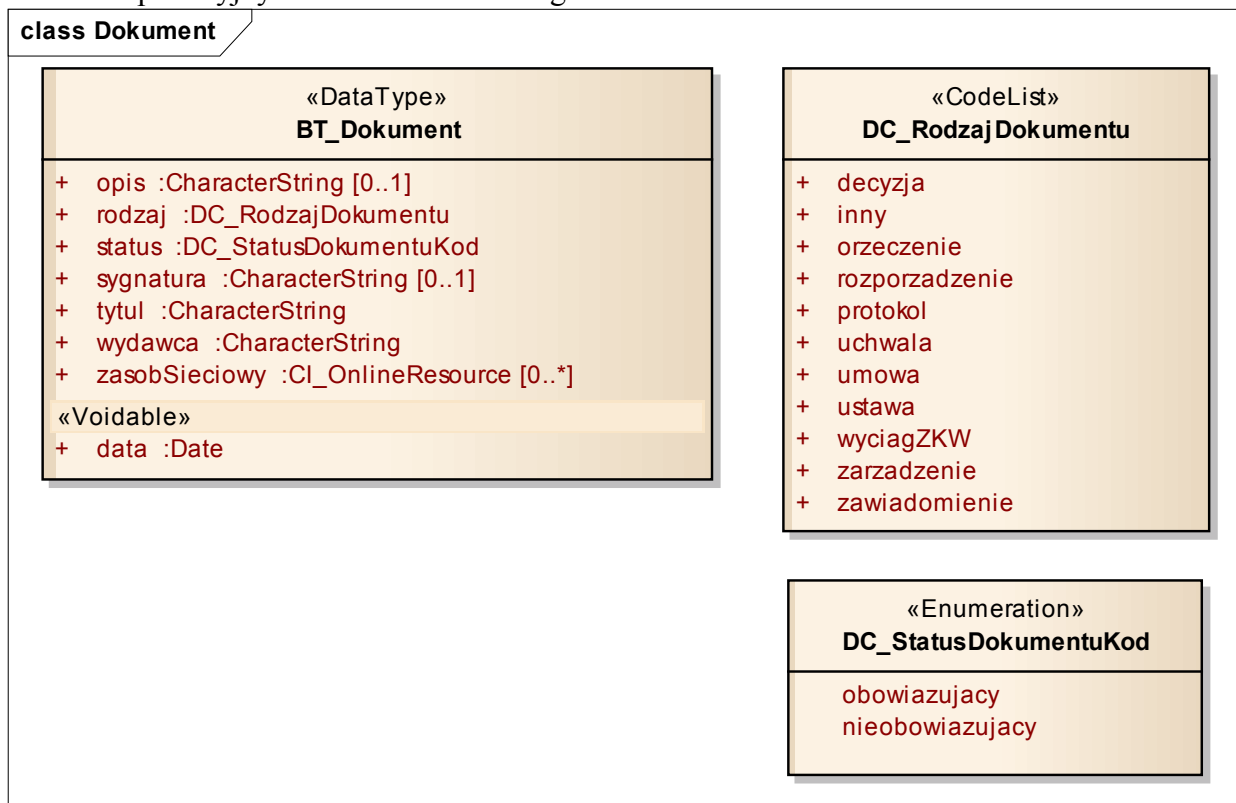 class Dokument
«DataType»
BT_Dokument
+ opis :CharacterString [0..1]
+ rodzaj :DC_RodzajDokumentu
+ status :DC_StatusDokumentuKod
+ sygnatura :CharacterString [0..1]
+ tytul :CharacterString
+ wydawca :CharacterString
+ zasobSieciowy :CI_OnlineResource [0..*]
«Voidable»
+ data :Date
«CodeList»
DC_RodzajDokumentu
+ decyzja
+ inny
+ orzeczenie
+ rozporzadzenie
+ protokol
+ uchwala
+ umowa
+ ustawa
+ wyciagZKW
+ zarzadzenie
+ zawiadomienie
«Enumeration»
DC_StatusDokumentuKod
obowiazujacy
nieobowiazujacy